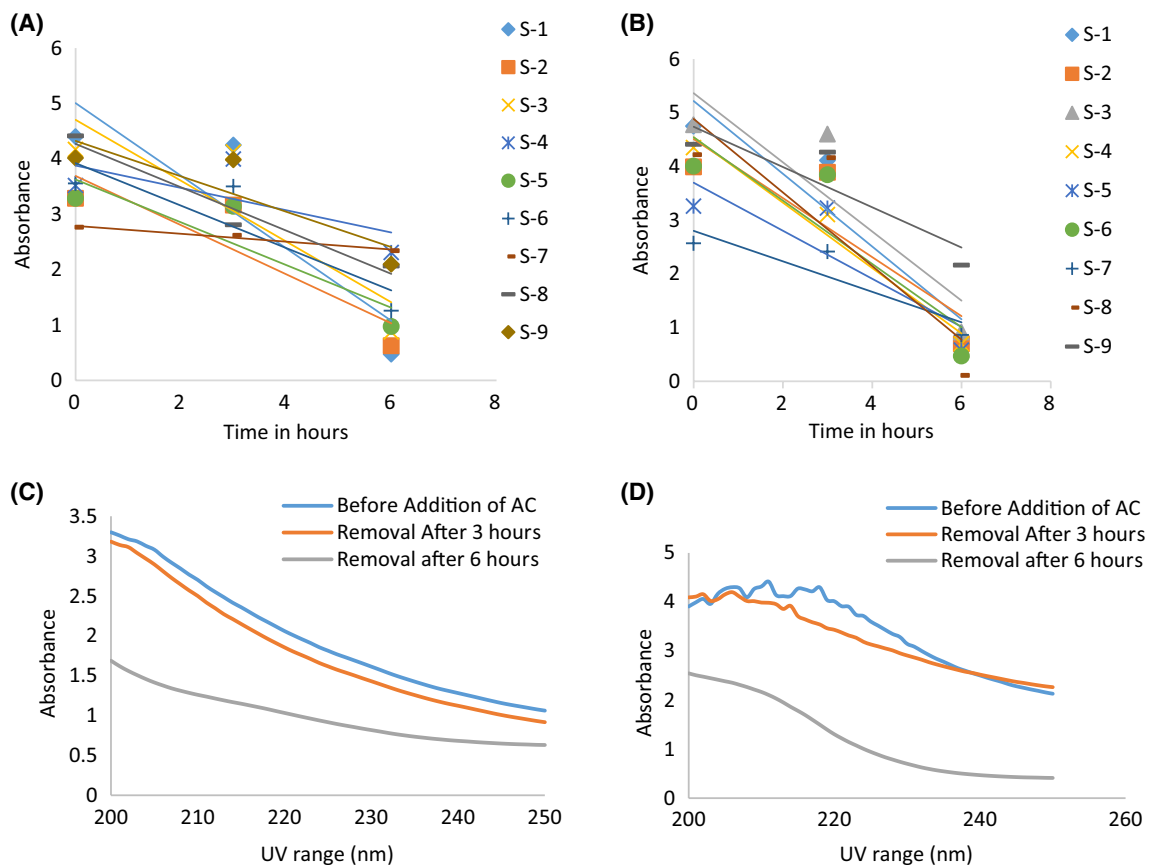 (A)
Absorbance
6
5
4
3
2
1
0
0 2 4 6 8
Time in hours
S-1
S-2
S-3
S-4
S-5
S-6
S-7
S-8
S-9
(B)
Absorbance
6
5
4
3
2
1
0
0 2 4 6 8
Time in hours
S-1
S-2
S-3
S-4
S-5
S-6
S-7
S-8
S-9
(C)
Before Addition of AC
Removal After 3 hours
Removal after 6 hours
Absorbance
3.5
3
2.5
2
1.5
1
0.5
0
200 210 220 230 240 250
UV range (nm)
(D)
Before Addition of AC
Removal After 3 hours
Removal after 6 hours
Absorbance
5
4
3
2
1
0
200 220 240 260
UV range (nm)